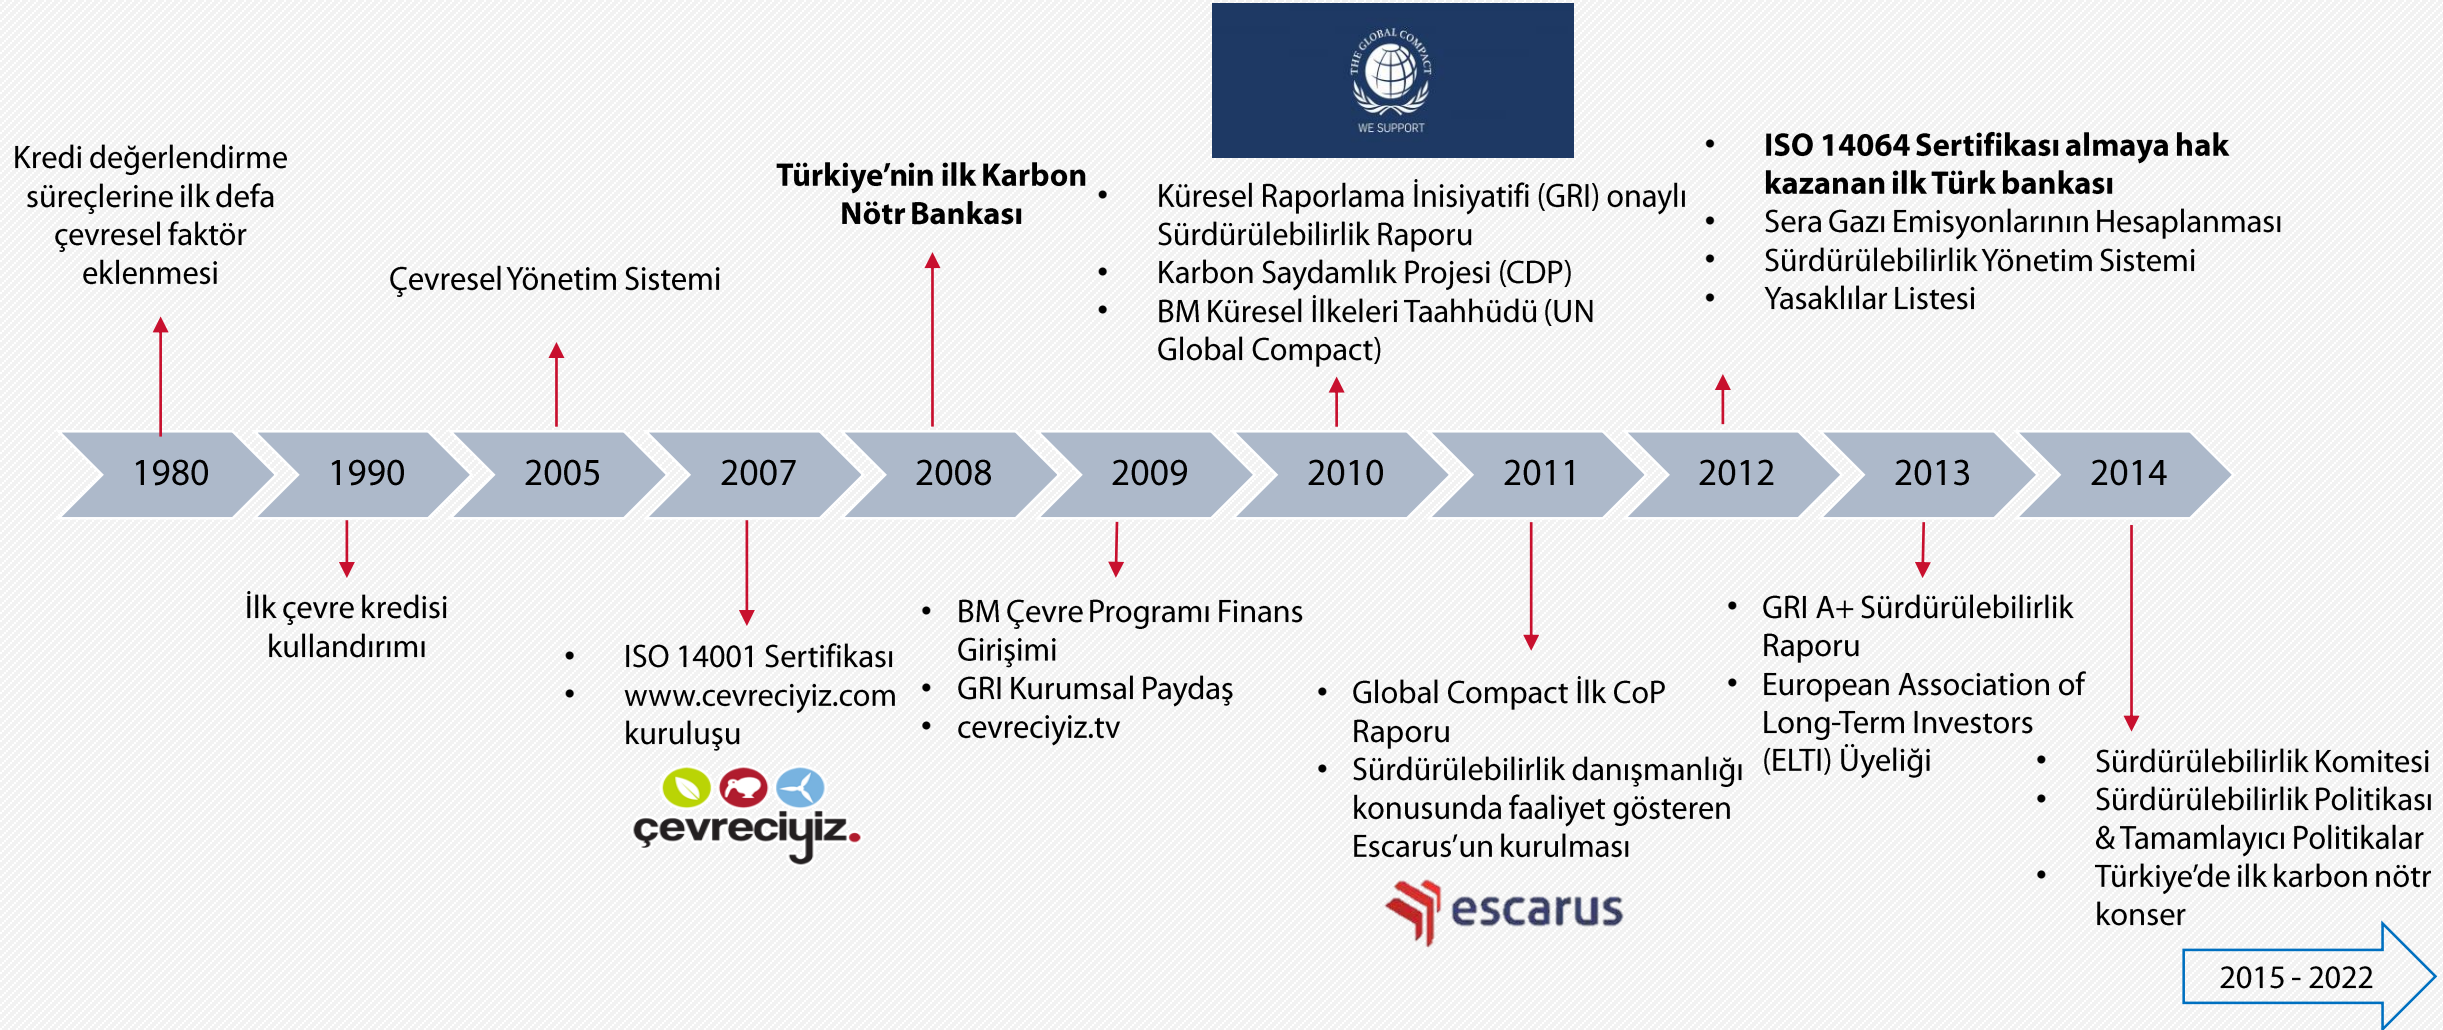 THE GLOBAL COMPACT
WE SUPPORT
Kredi değerlendirme
süreçlerine ilk defa
çevresel faktör
eklenmesi
Çevresel Yönetim Sistemi
Türkiye’nin ilk Karbon
Nötr Bankası
• Küresel Raporlama İnisiyatifi (GRI) onaylı
Sürdürülebilirlik Raporu
• Karbon Saydamlık Projesi (CDP)
• BM Küresel İlkeleri Taahhüdü (UN
Global Compact)
• ISO 14064 Sertifikası almaya hak
kazanan ilk Türk bankası
• Sera Gazı Emisyonlarının Hesaplanması
• Sürdürülebilirlik Yönetim Sistemi
• Yasaklılar Listesi
1980
1990
2005
2007
2008
2009
2010
2011
2012
2013
2014
İlk çevre kredisi
kullandırımı
• ISO 14001 Sertifikası
• www.cevreciyiz.com
kuruluşu
çevreciyiz.
• BM Çevre Programı Finans
Girişimi
• GRI Kurumsal Paydaş
• cevreciyiz.tv
• Global Compact İlk CoP
Raporu
• Sürdürülebilirlik danışmanlığı
konusunda faaliyet gösteren
Escarus’un kurulması
escarus
• GRI A+ Sürdürülebilirlik
Raporu
• European Association of
Long-Term Investors
(ELTI) Üyeliği
• Sürdürülebilirlik Komitesi
• Sürdürülebilirlik Politikası
& Tamamlayıcı Politikalar
• Türkiye’de ilk karbon nötr
konser
2015 - 2022